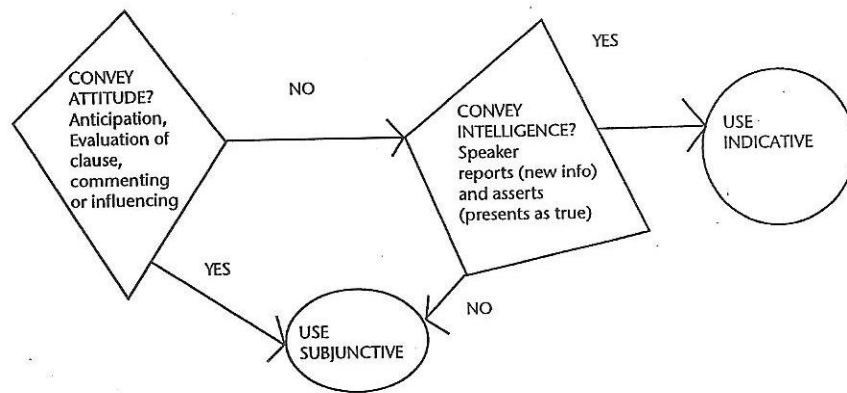 CONVEY
ATTITUDE?
Anticipation,
Evaluation of
clause,
commenting
or influencing
NO
YES
CONVEY
INTELLIGENCE?
Speaker
reports (new info)
and asserts
(presents as true)
YES
NO
USE
INDICATIVE
USE
SUBJUNCTIVE